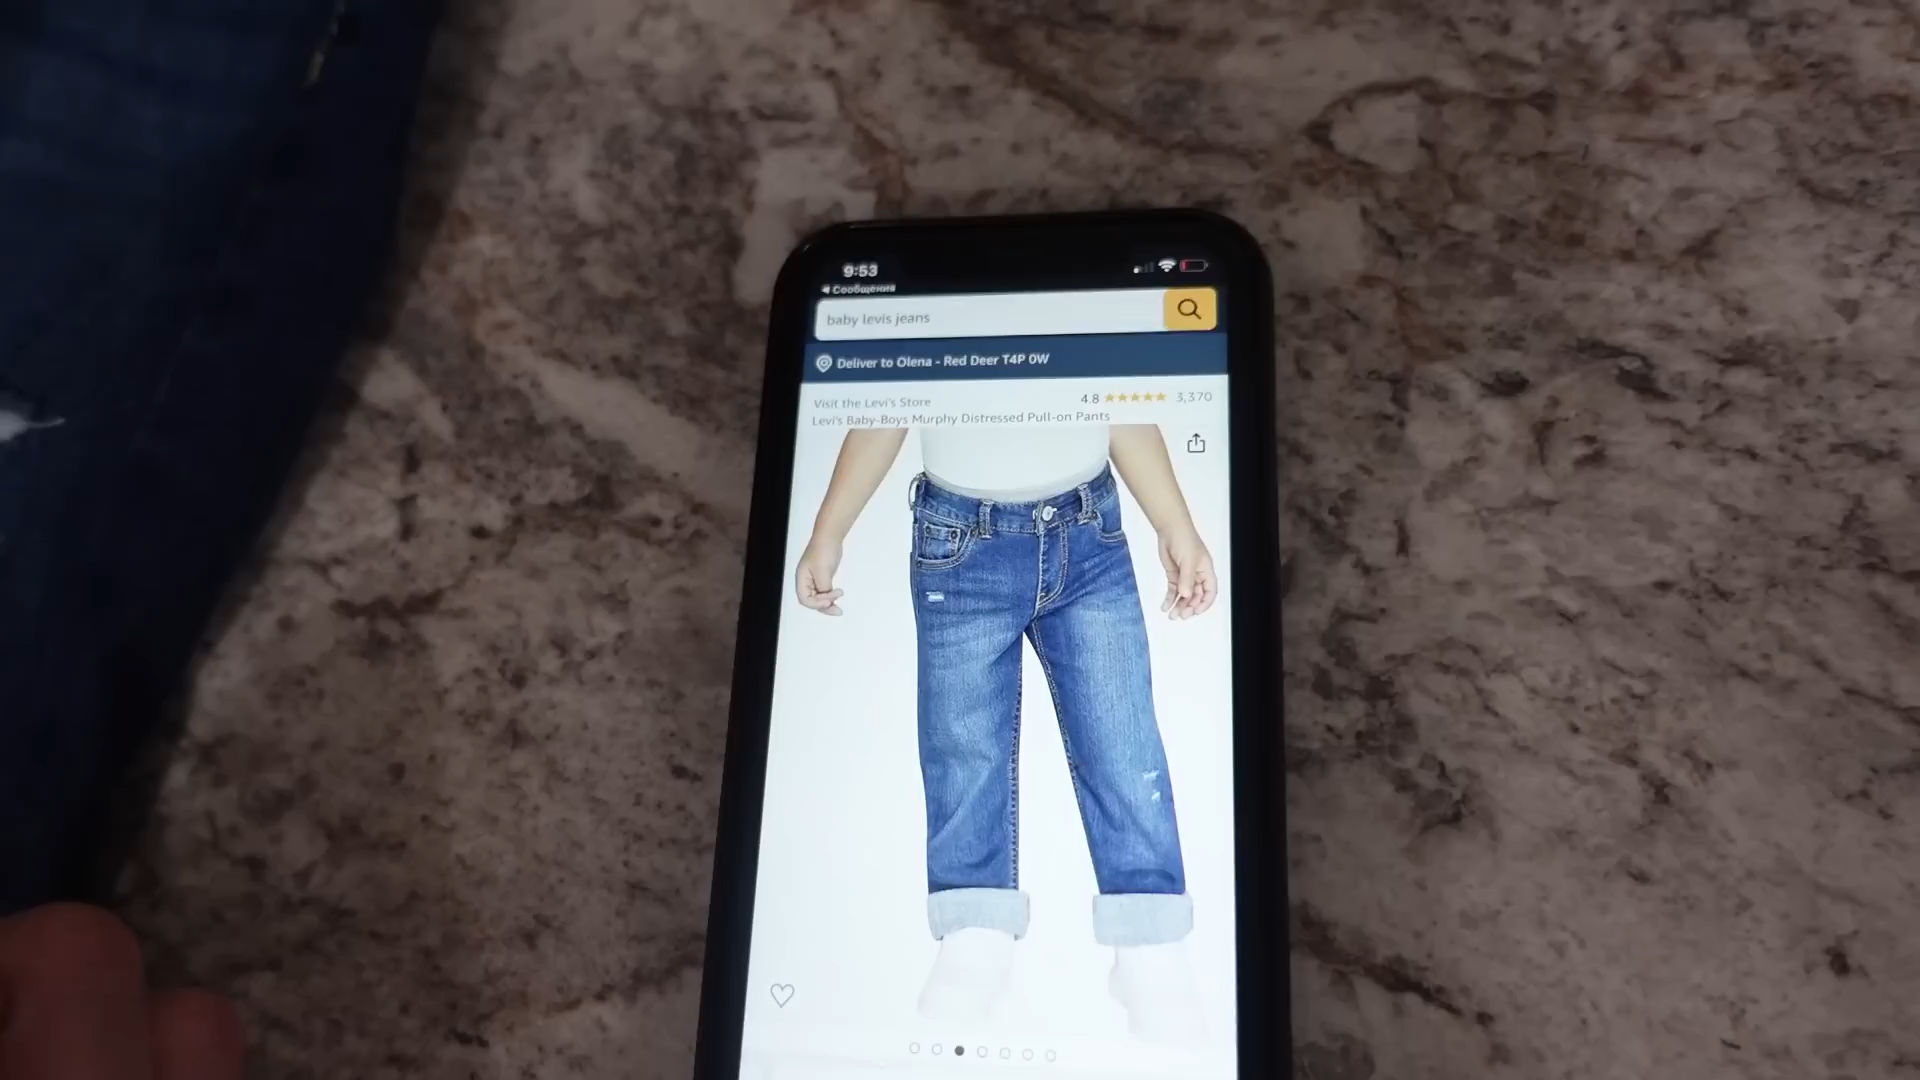 9:53
◀ Сообщения
baby levis jeans
Deliver to Olena - Red Deer T4P 0W
Visit the Levi's Store
4.8 3,370
Levi's Baby-Boys Murphy Distressed Pull-on Pants